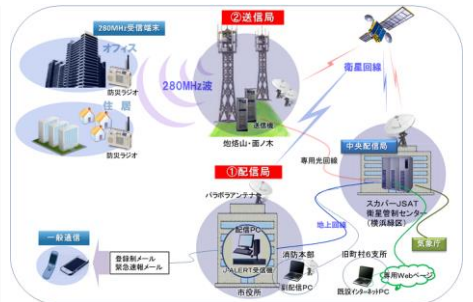 280MHz受信端末
オフィス
防災ラジオ
住居
防災ラジオ
280MHz波
②送信局
送信機
炮烙山・面ノ木
衛星回線
専用光回線
中央配信局
スカパーJSAT
衛星管制センター
(横浜緑区)
気象庁
①配信局
パラボラアンテナ
配信PC
J-ALERT受信機
市役所
地上回線
消防本部
副配信PC
旧町村6支所
既設インターネットPC
専用Webページ
一般通信
登録制メール
緊急速報メール